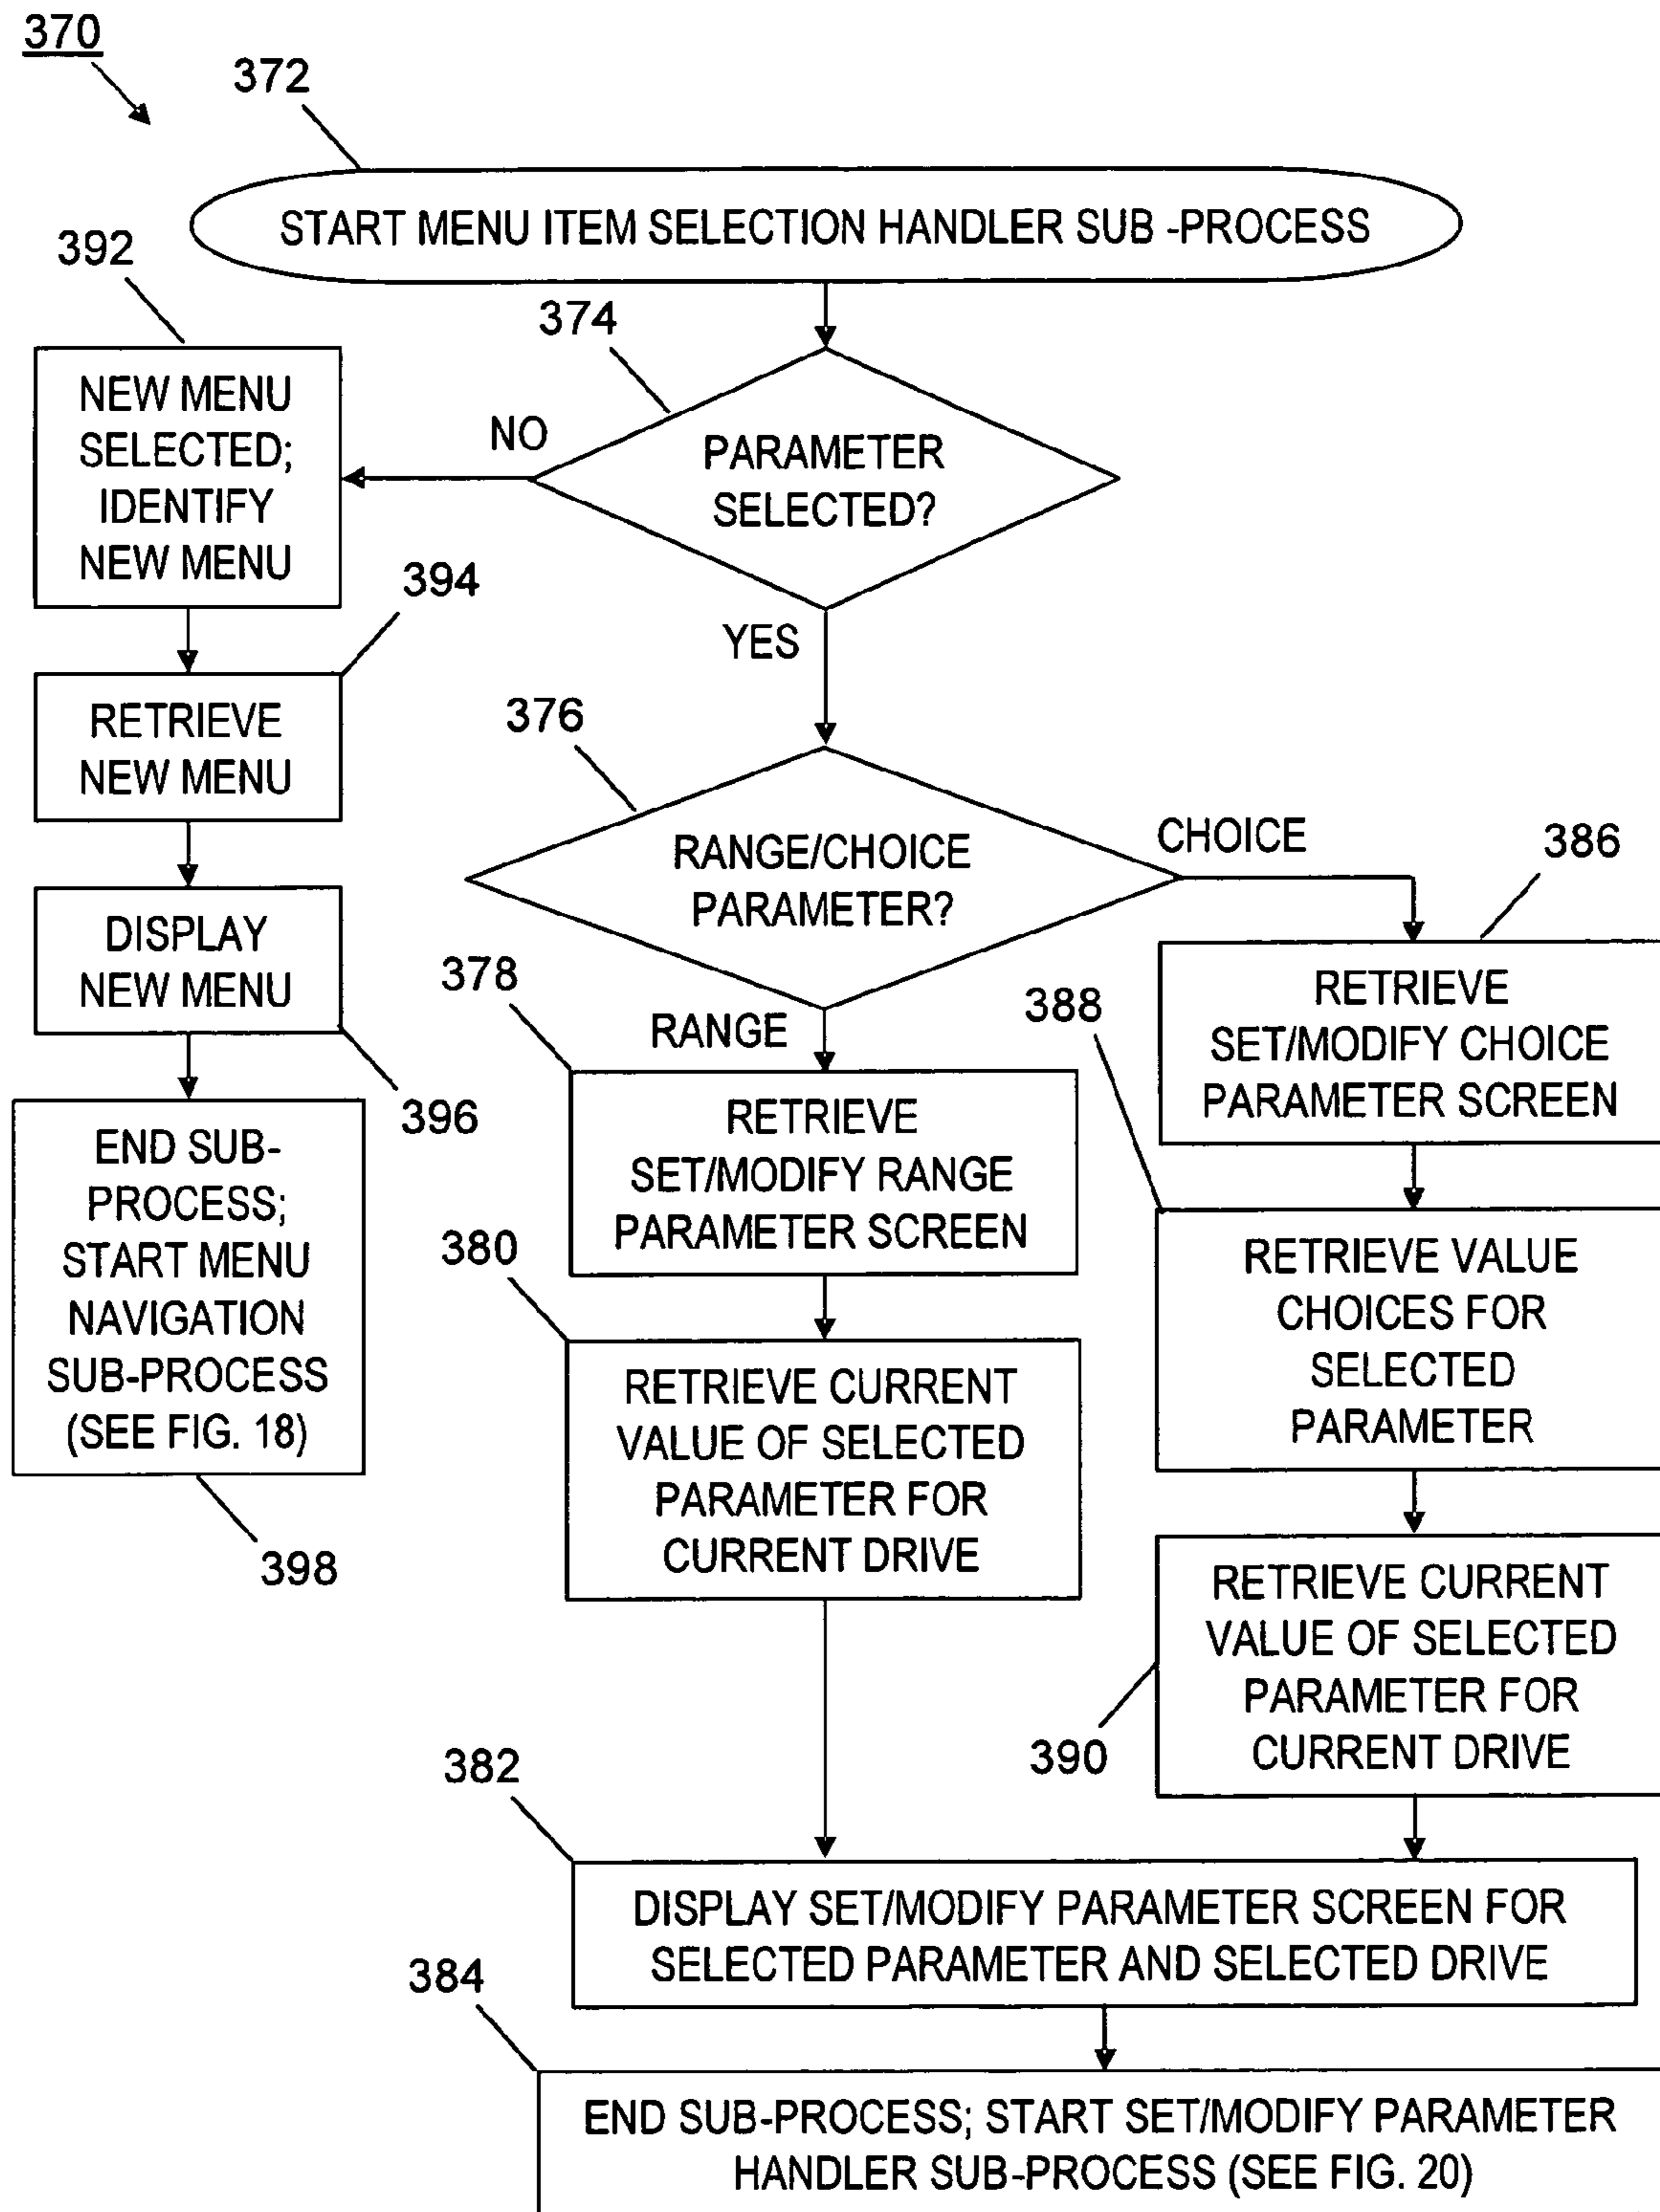 370
372
START MENU ITEM SELECTION HANDLER SUB -PROCESS
392
374
NEW MENU
SELECTED;
IDENTIFY
NEW MENU
NO
PARAMETER
SELECTED?
394
YES
RETRIEVE
NEW MENU
376
RANGE/CHOICE
PARAMETER?
CHOICE
386
DISPLAY
NEW MENU
396
378
RANGE
388
RETRIEVE
SET/MODIFY CHOICE
PARAMETER SCREEN
END SUB-
PROCESS;
START MENU
NAVIGATION
SUB-PROCESS
(SEE FIG. 18)
398
RETRIEVE
SET/MODIFY RANGE
PARAMETER SCREEN
380
RETRIEVE VALUE
CHOICES FOR
SELECTED
PARAMETER
RETRIEVE CURRENT
VALUE OF SELECTED
PARAMETER FOR
CURRENT DRIVE
RETRIEVE CURRENT
VALUE OF SELECTED
PARAMETER FOR
CURRENT DRIVE
390
382
DISPLAY SET/MODIFY PARAMETER SCREEN FOR
SELECTED PARAMETER AND SELECTED DRIVE
384
END SUB-PROCESS; START SET/MODIFY PARAMETER
HANDLER SUB-PROCESS (SEE FIG. 20)